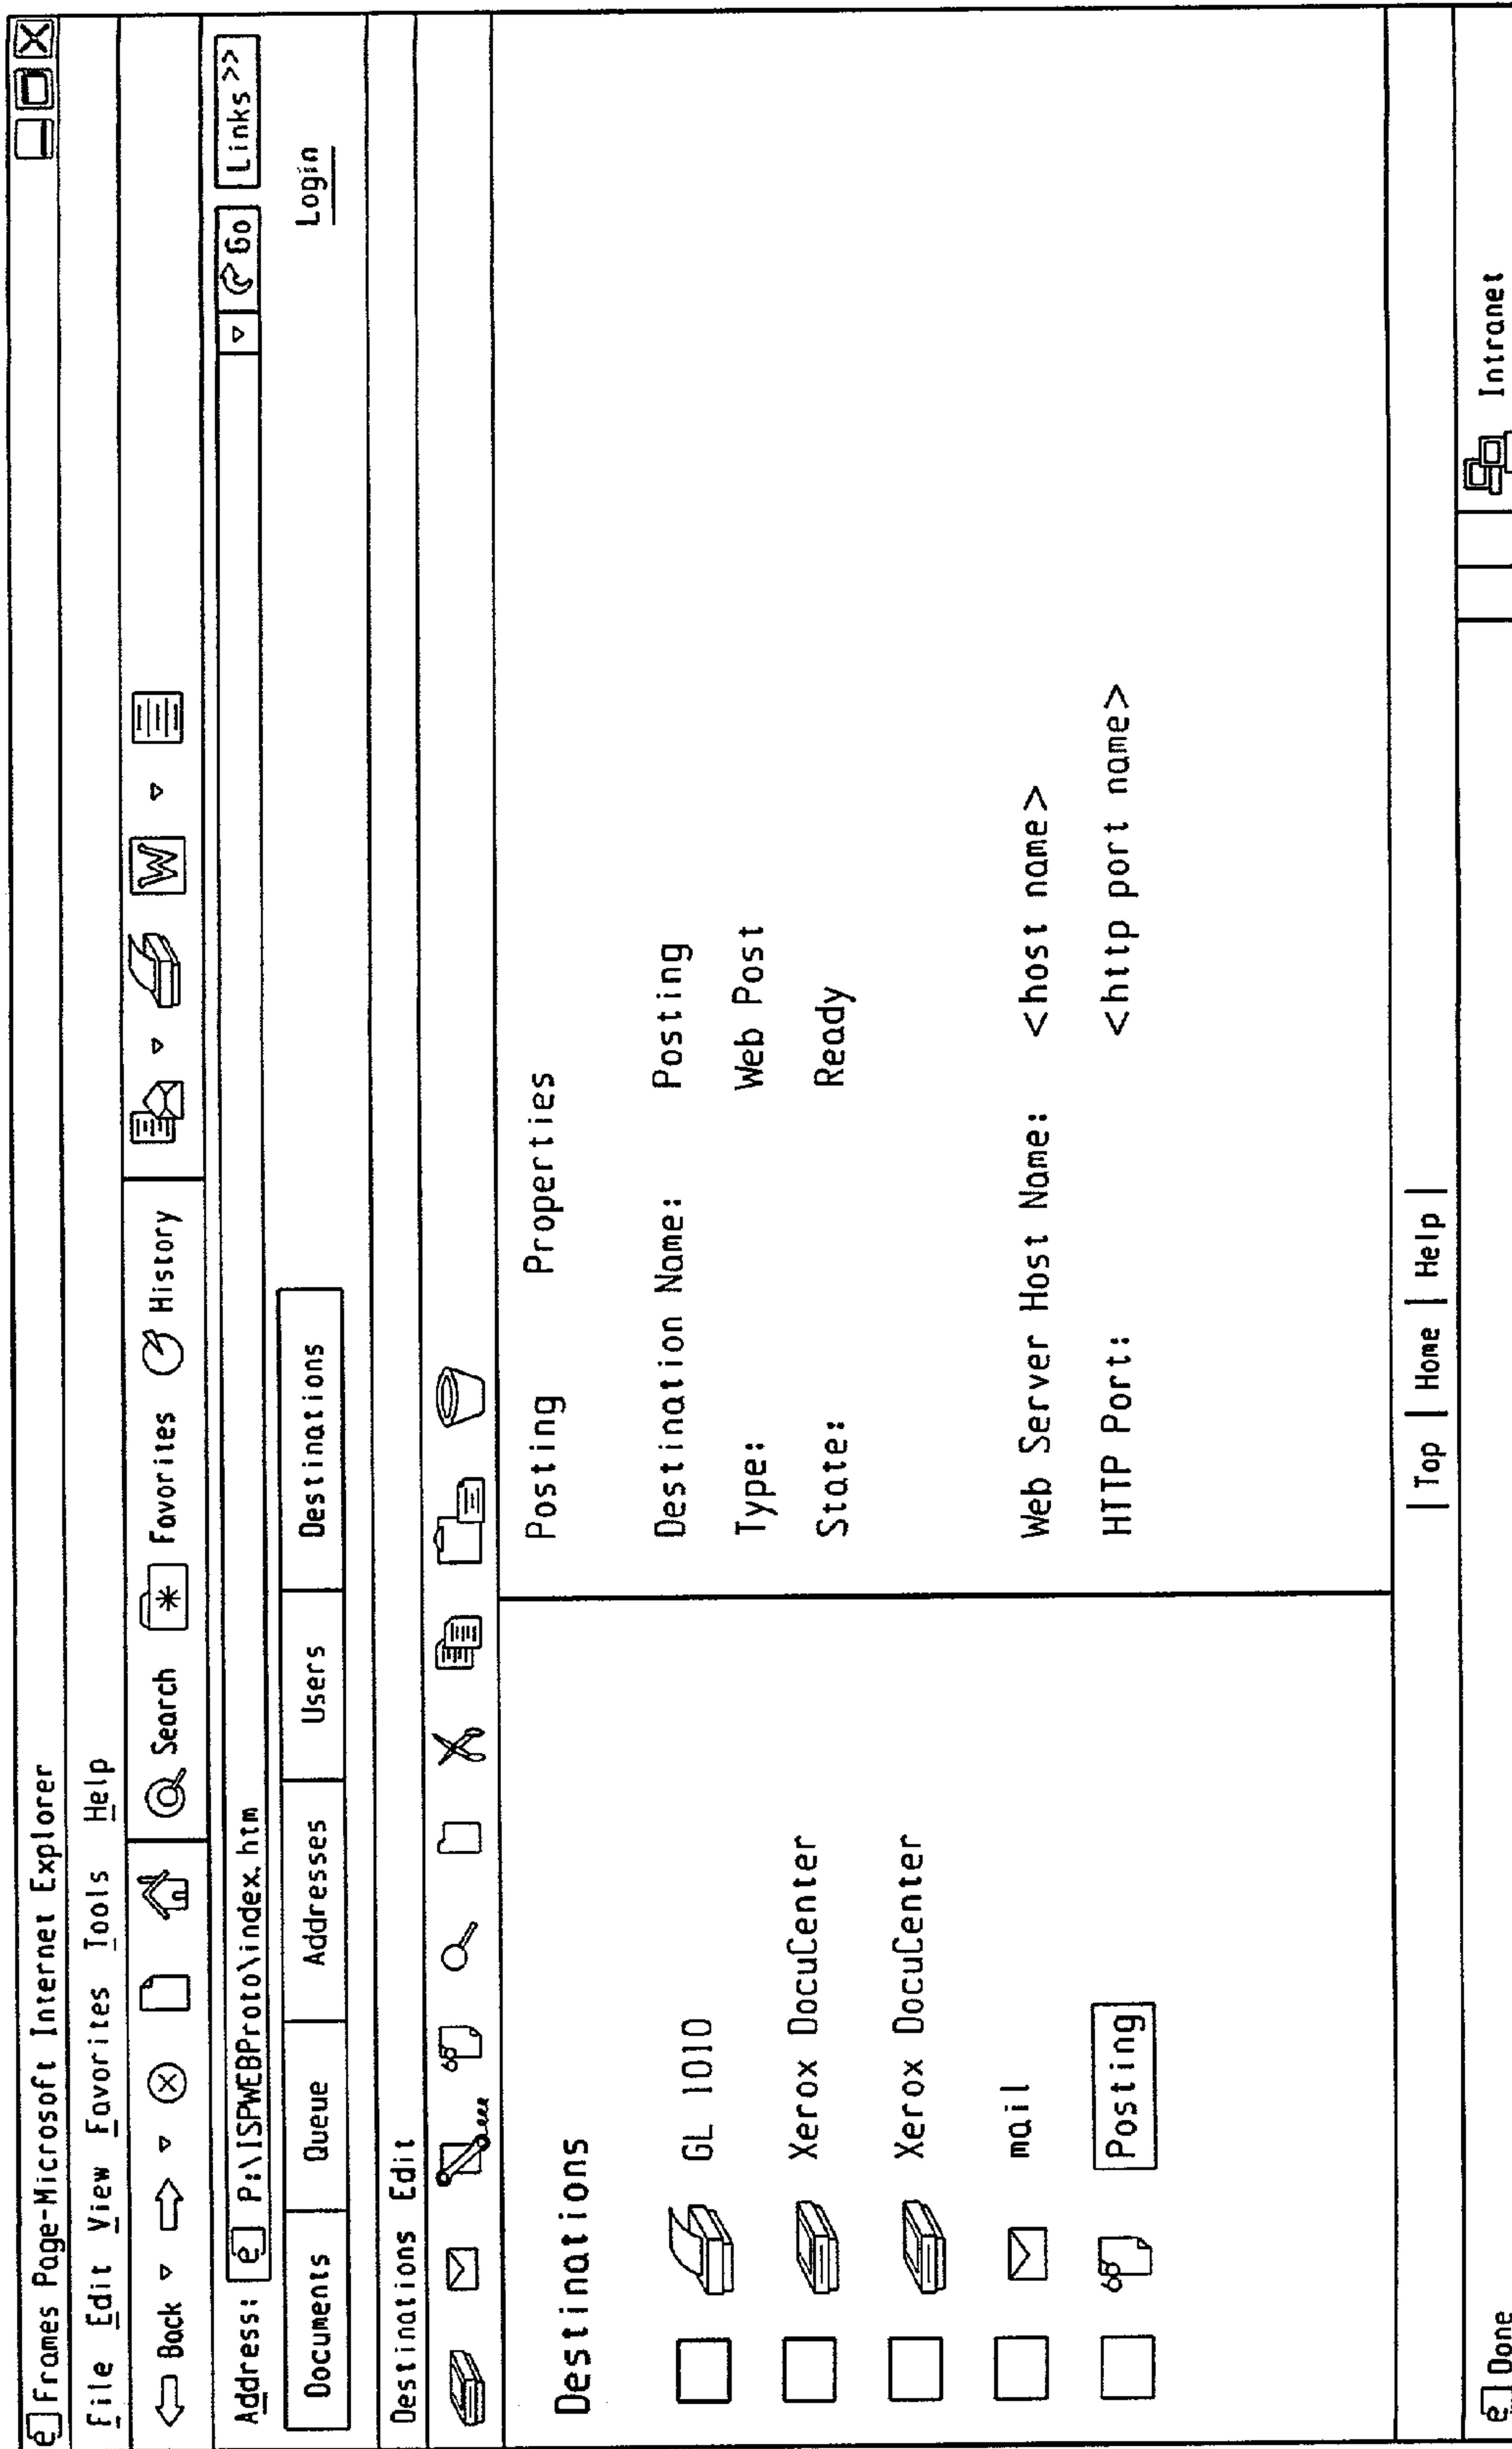 Frames Page-Microsoft Internet Explorer
File Edit View Favorites Tools Help
Back Search Favorites History W
Address: P:\ISPWEBProto\index.htm Go Links >>
Documents Queue Addresses Users Destinations Login
Destinations Edit
Destinations
GL 1010
Xerox DocuCenter
Xerox DocuCenter
mail
Posting
Posting Properties
Destination Name: Posting
Type: Web Post
State: Ready
Web Server Host Name: <host name>
HTTP Port: <http port name>
| Top | Home | Help |
Done Intranet